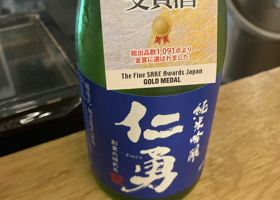 受賞酒
総出品数1,091点より
金賞に選ばれました
The Fine SAKE Awards Japan
GOLD MEDAL
純米吟醸
仁勇